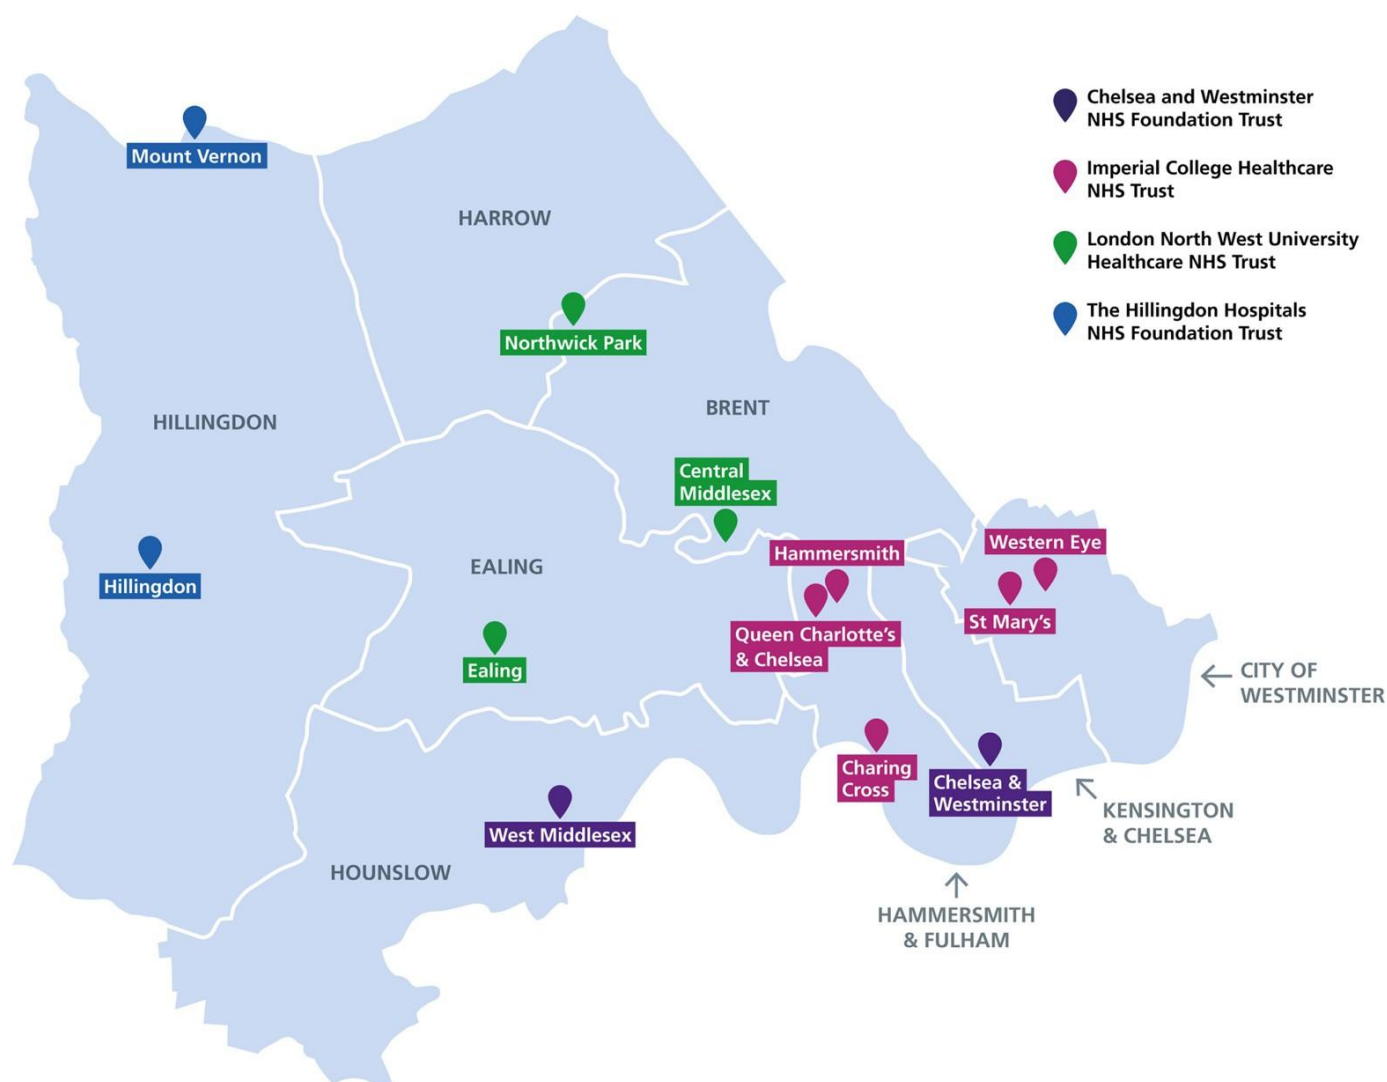 Chelsea and Westminster
NHS Foundation Trust
Imperial College Healthcare
NHS Trust
London North West University
Healthcare NHS Trust
The Hillingdon Hospitals
NHS Foundation Trust
Mount Vernon
HARROW
Northwick Park
HILLINGDON
BRENT
Central
Middlesex
Hammersmith
Western Eye
EALING
Hillingdon
St Mary’s
Queen Charlotte’s
& Chelsea
Ealing
CITY OF
WESTMINSTER
Charing
Cross
Chelsea &
Westminster
KENSINGTON
& CHELSEA
West Middlesex
HOUNSLOW
HAMMERSMITH
& FULHAM